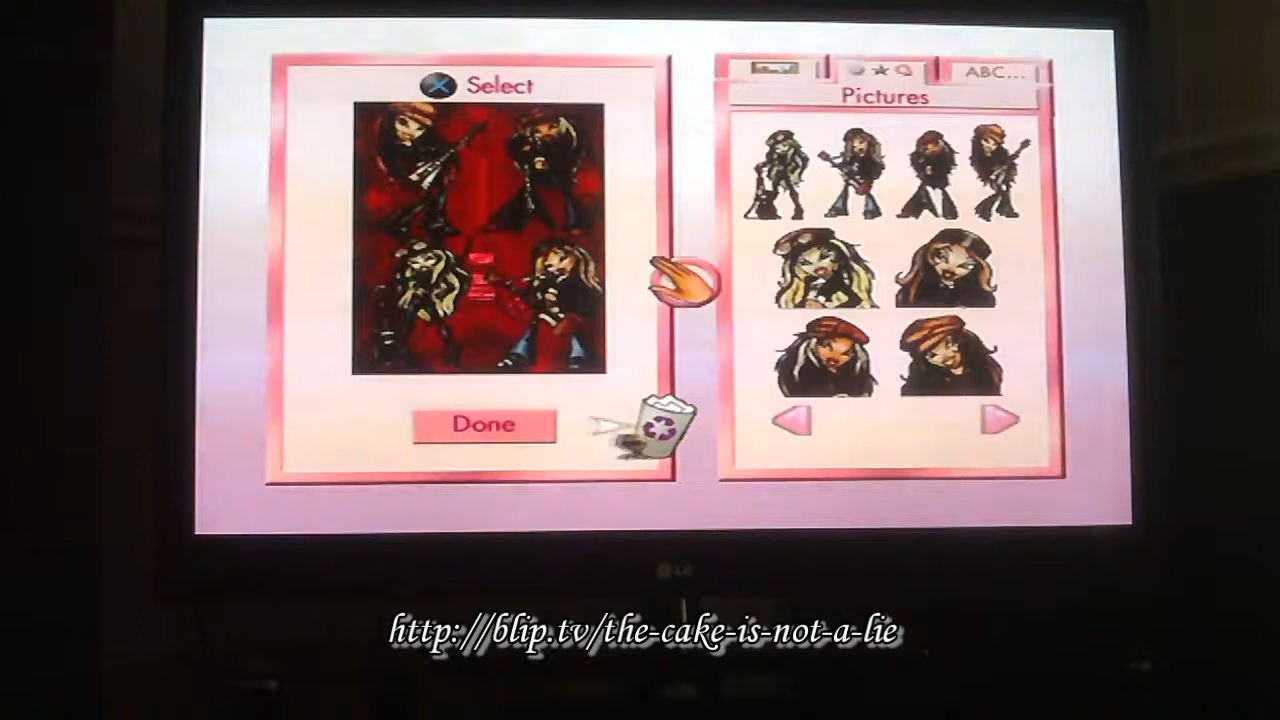 Select
ABC...
Pictures
Done
LG
http://blip.tv/the-cake-is-not-a-lie